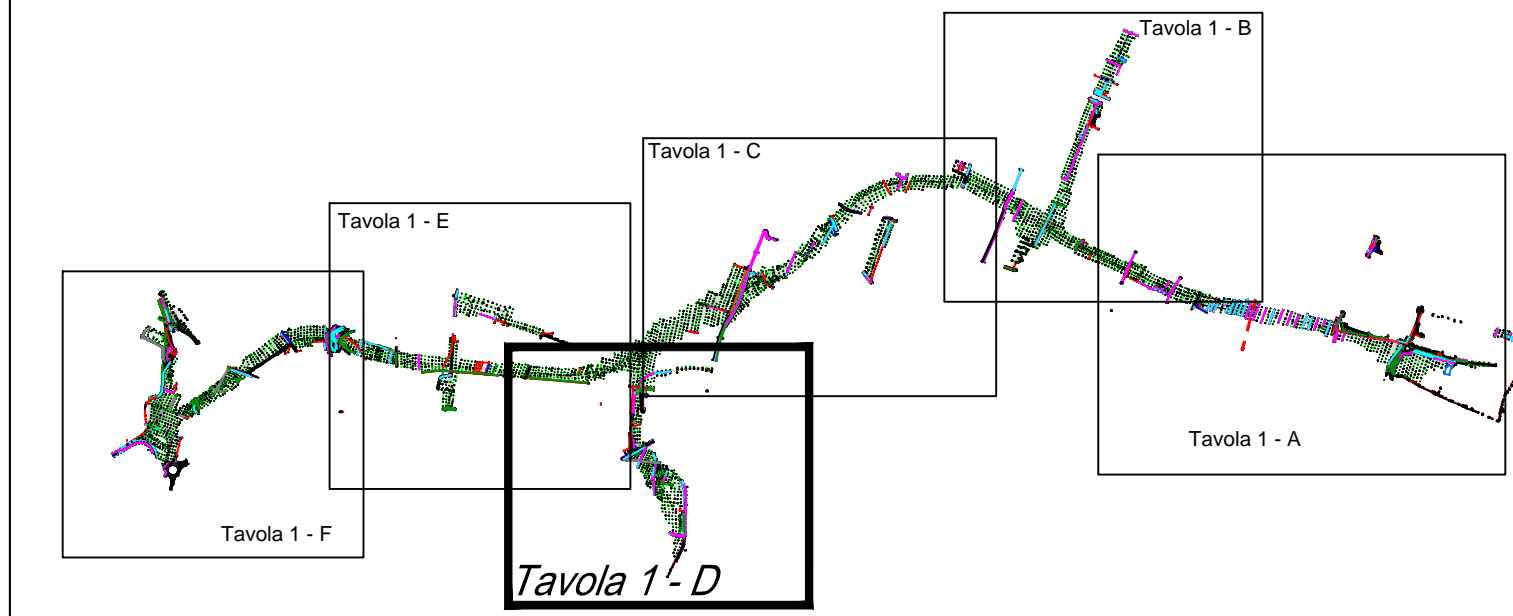 Tavola 1 - B
Tavola 1 - C
Tavola 1 - E
Tavola 1 - A
Tavola 1 - F
Tavola 1 - D